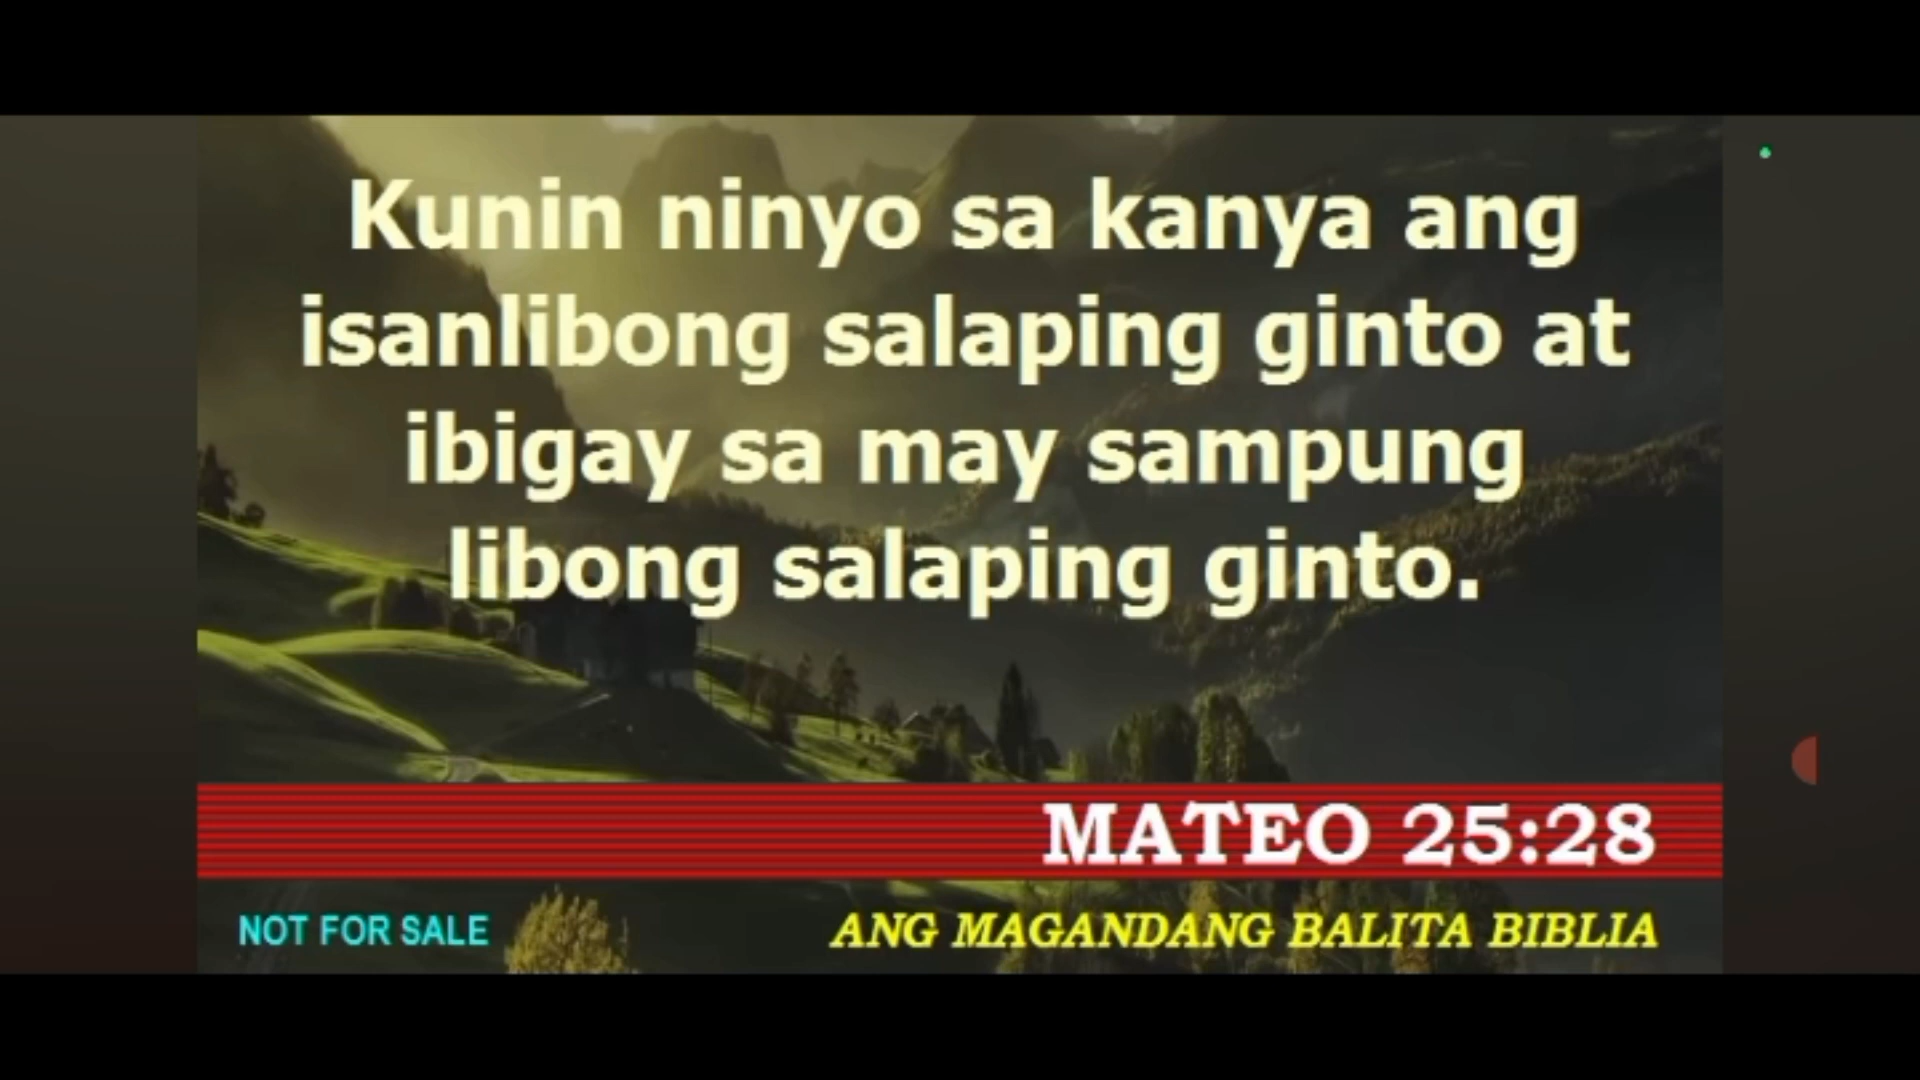 Kunin ninyo sa kanya ang
isanlibong salaping ginto at
ibigay sa may sampung
libong salaping ginto.
MATEO 25:28
NOT FOR SALE
ANG MAGANDANG BALITA BIBLIA